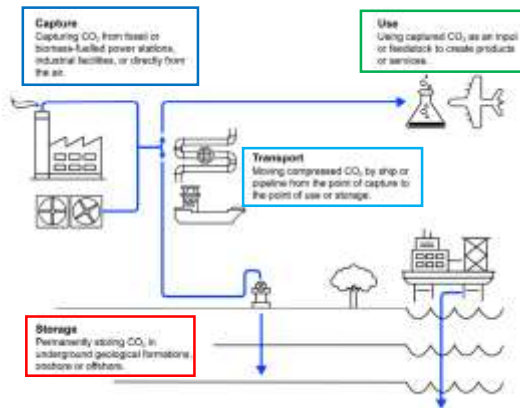 Capture
Capturing CO₂ from fossil or
biomass-fuelled power stations,
industrial facilities, or directly from
the air.
Use
Using captured CO₂ as an input
or feedstock to create products
or services.
Transport
Moving compressed CO₂ by ship or
pipeline from the point of capture to
the point of use or storage.
Storage
Permanently storing CO₂ in
underground geological formations,
onshore or offshore.